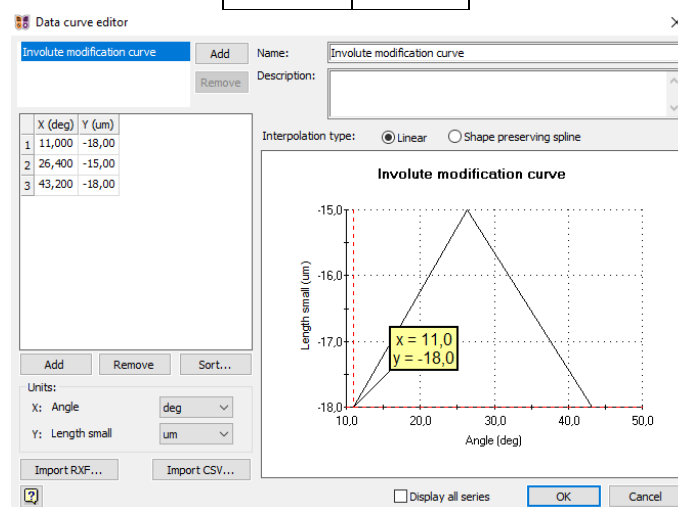 Data curve editor
Involute modification curve
Add
Remove
Name: Involute modification curve
Description:
X (deg) Y (um)
1 11,000 -18,00
2 26,400 -15,00
3 43,200 -18,00
Interpolation type: Linear Shape preserving spline
Involute modification curve
-15,0
-16,0
-17,0
-18,0
Length small (um)
x = 11,0
y = -18,0
10,0 20,0 30,0 40,0 50,0
Angle (deg)
Add Remove Sort...
Units:
X: Angle deg
Y: Length small um
Import RXF... Import CSV...
Display all series OK Cancel